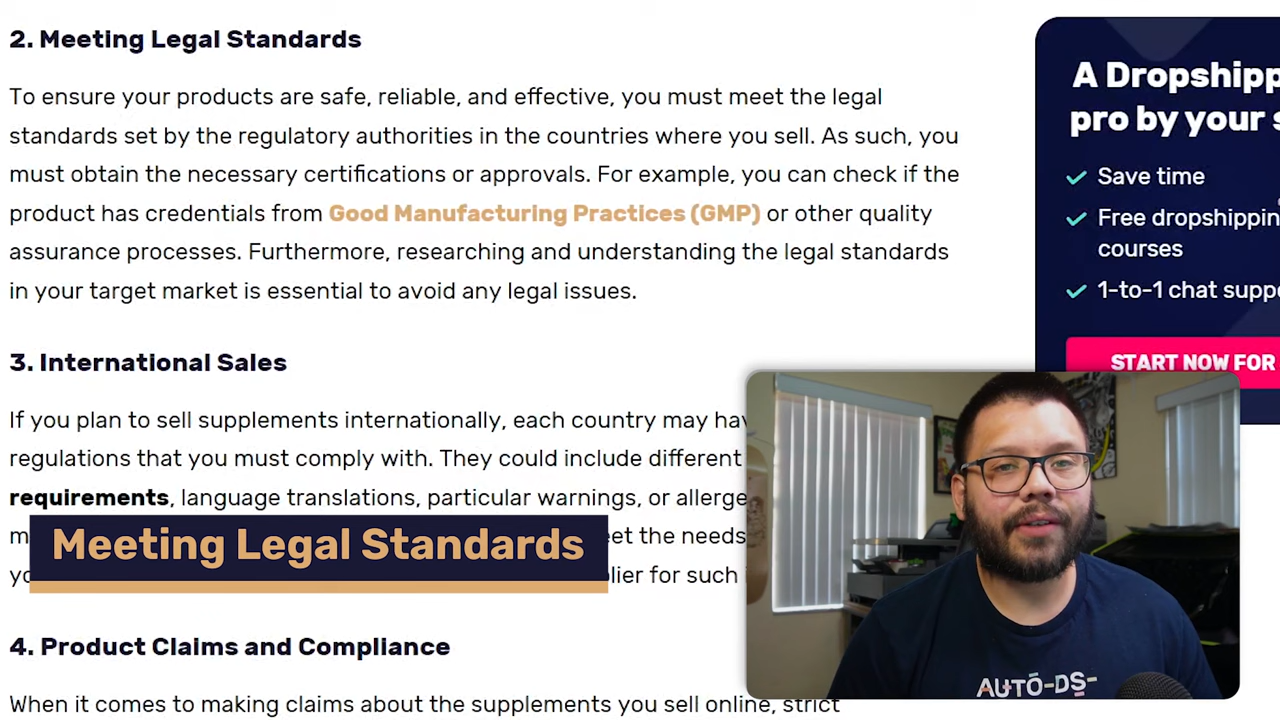 2. Meeting Legal Standards
To ensure your products are safe, reliable, and effective, you must meet the legal
standards set by the regulatory authorities in the countries where you sell. As such, you
must obtain the necessary certifications or approvals. For example, you can check if the
product has credentials from Good Manufacturing Practices (GMP) or other quality
assurance processes. Furthermore, researching and understanding the legal standards
in your target market is essential to avoid any legal issues.
3. International Sales
If you plan to sell supplements internationally, each country may
regulations that you must comply with. They could include different
requirements, language translations, particular warnings, or
Meeting Legal Standards
the needs
for such
4. Product Claims and Compliance
When it comes to making claims about the supplements you sell online, strict
A
pro by your
Save time
Free
courses
1-to-1 chat
START NOW FOR
AUTO-DS-